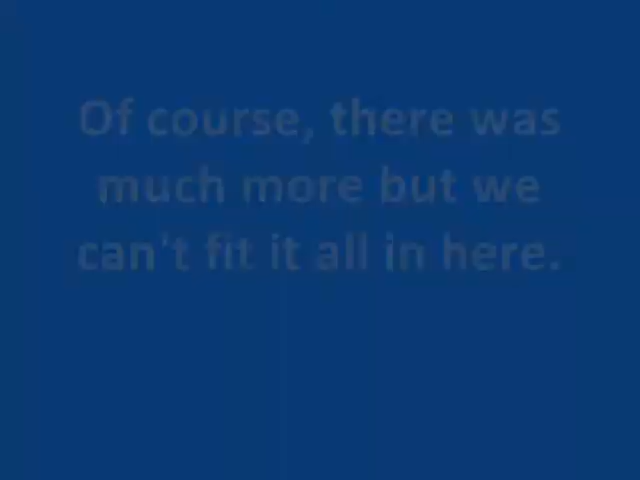 Of course, there was
much more but we
can't fit it all in here.